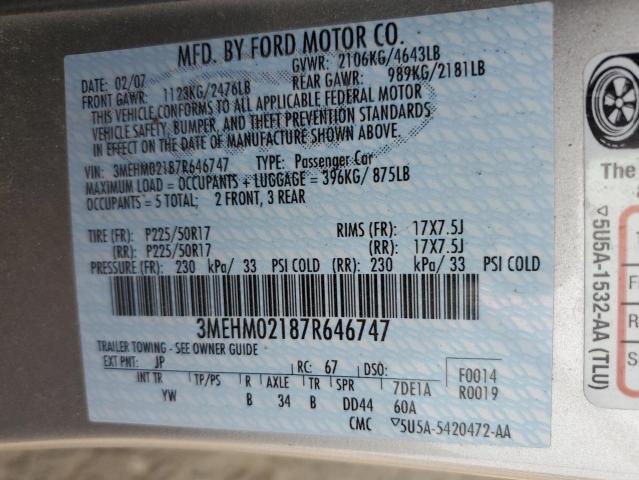 MFD. BY FORD MOTOR CO.
DATE: 02/07 GVWR: 2106KG/4643LB
FRONT GAWR: 1123KG/2476LB REAR GAWR: 989KG/2181LB
THIS VEHICLE CONFORMS TO ALL APPLICABLE FEDERAL MOTOR
VEHICLE SAFETY, BUMPER, AND THEFT PREVENTION STANDARDS
IN EFFECT ON THE DATE OF MANUFACTURE SHOWN ABOVE.
VIN: 3MEHM02187R646747 TYPE: Passenger Car
MAXIMUM LOAD = OCCUPANTS + LUGGAGE = 396KG/ 875LB
OCCUPANTS = 5 TOTAL: 2 FRONT, 3 REAR
TIRE (FR): P225/50R17 RIMS (FR): 17X7.5J
(RR): P225/50R17 (RR): 17X7.5J
PRESSURE (FR): 230 kPa/ 33 PSI COLD (RR): 230 kPa/ 33 PSI COLD
3MEHM02187R646747
TRAILER TOWING - SEE OWNER GUIDE
EXT PNT: JP RC: 67 DSO: F0014
INT TR TP/PS R AXLE TR SPR 7DE1A R0019
YW B 34 B DD44 60A
CMC ▽5U5A-5420472-AA
The
▽5U5A-1532-AA (TLU)
F
R
S